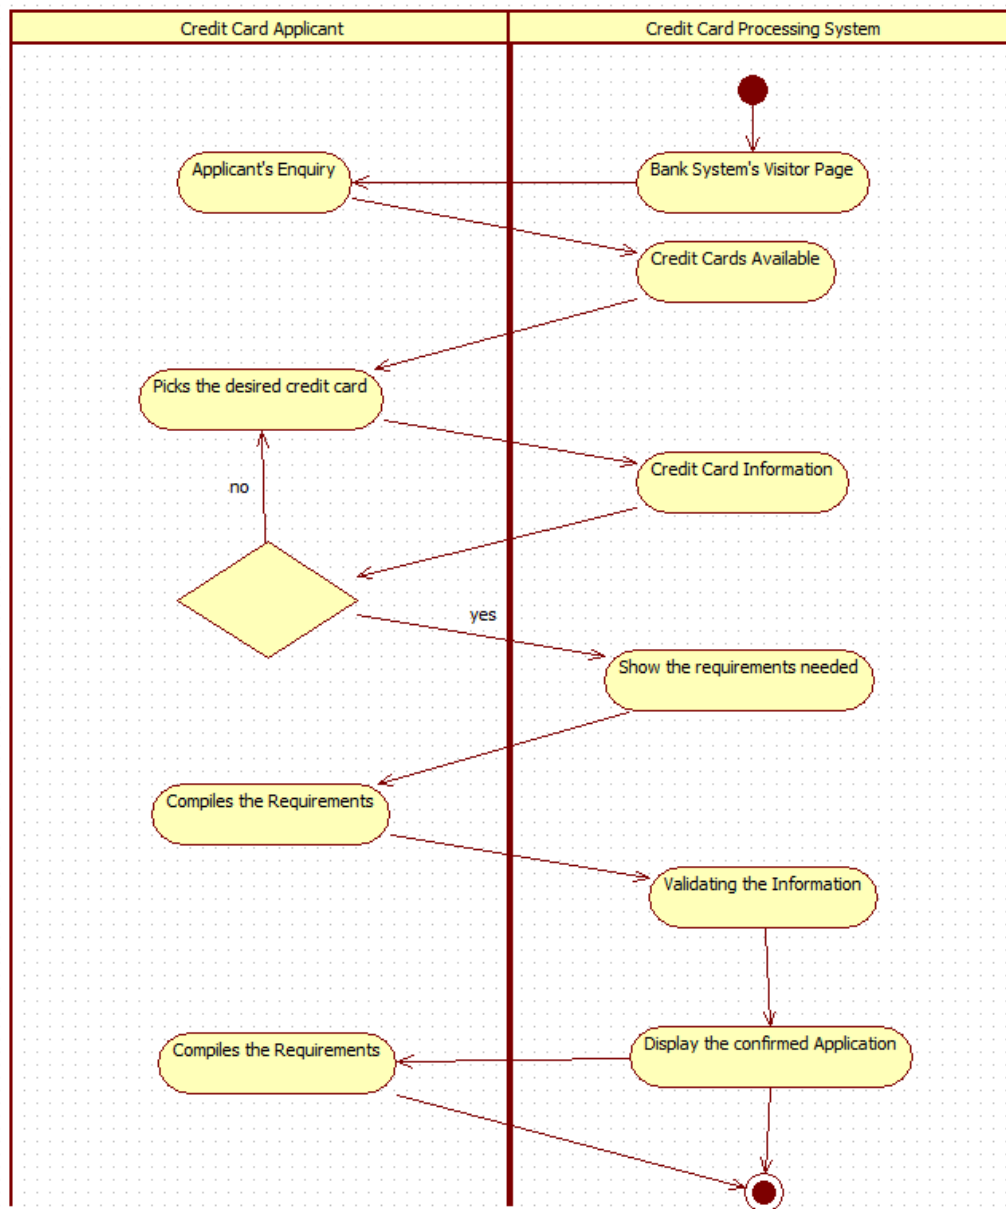 Credit Card Applicant
Credit Card Processing System
Applicant's Enquiry
Bank System's Visitor Page
Credit Cards Available
Picks the desired credit card
Credit Card Information
no
yes
Show the requirements needed
Compiles the Requirements
Validating the Information
Compiles the Requirements
Display the confirmed Application